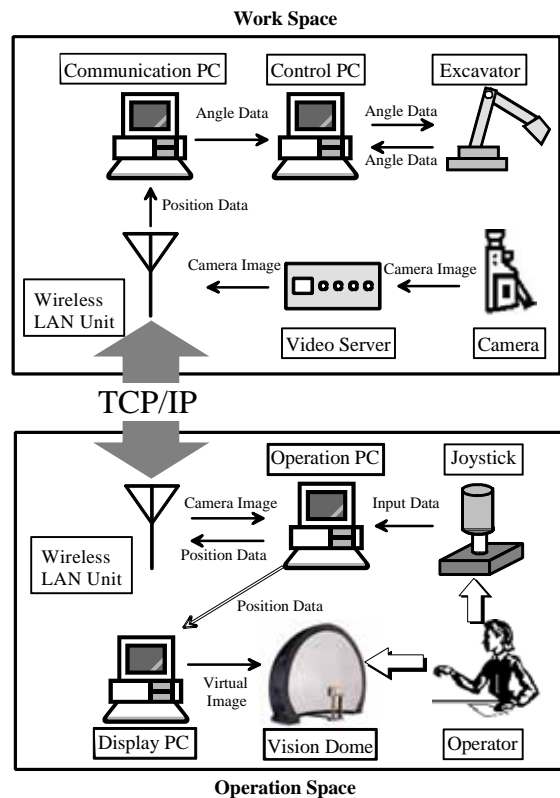 Work Space
Communication PC
Control PC
Excavator
Angle Data
Angle Data
Angle Data
Position Data
Camera Image
Camera Image
Wireless
LAN Unit
Video Server
Camera
TCP/IP
Operation PC
Joystick
Camera Image
Input Data
Position Data
Wireless
LAN Unit
Position Data
Virtual
Image
Display PC
Vision Dome
Operator
Operation Space